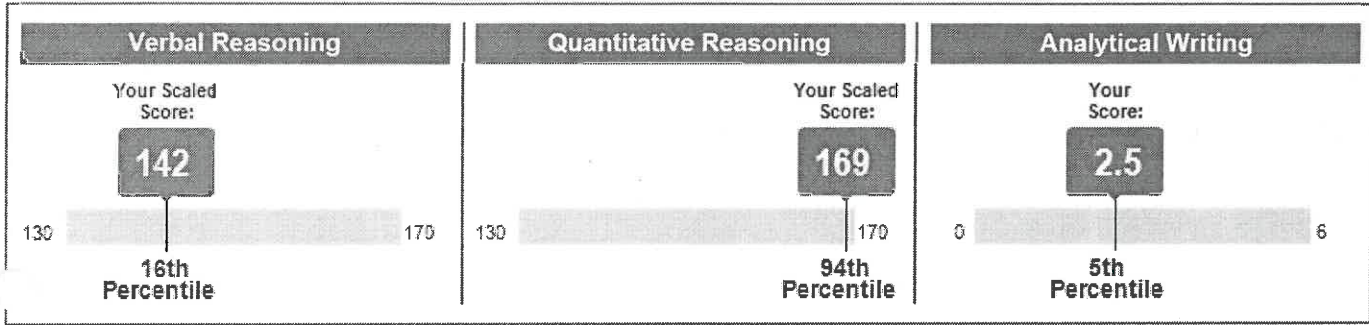 Verbal Reasoning
Your Scaled
Score:
142
130
170
16th
Percentile
Quantitative Reasoning
Your Scaled
Score:
169
130
170
94th
Percentile
Analytical Writing
Your
Score:
2.5
0
6
5th
Percentile